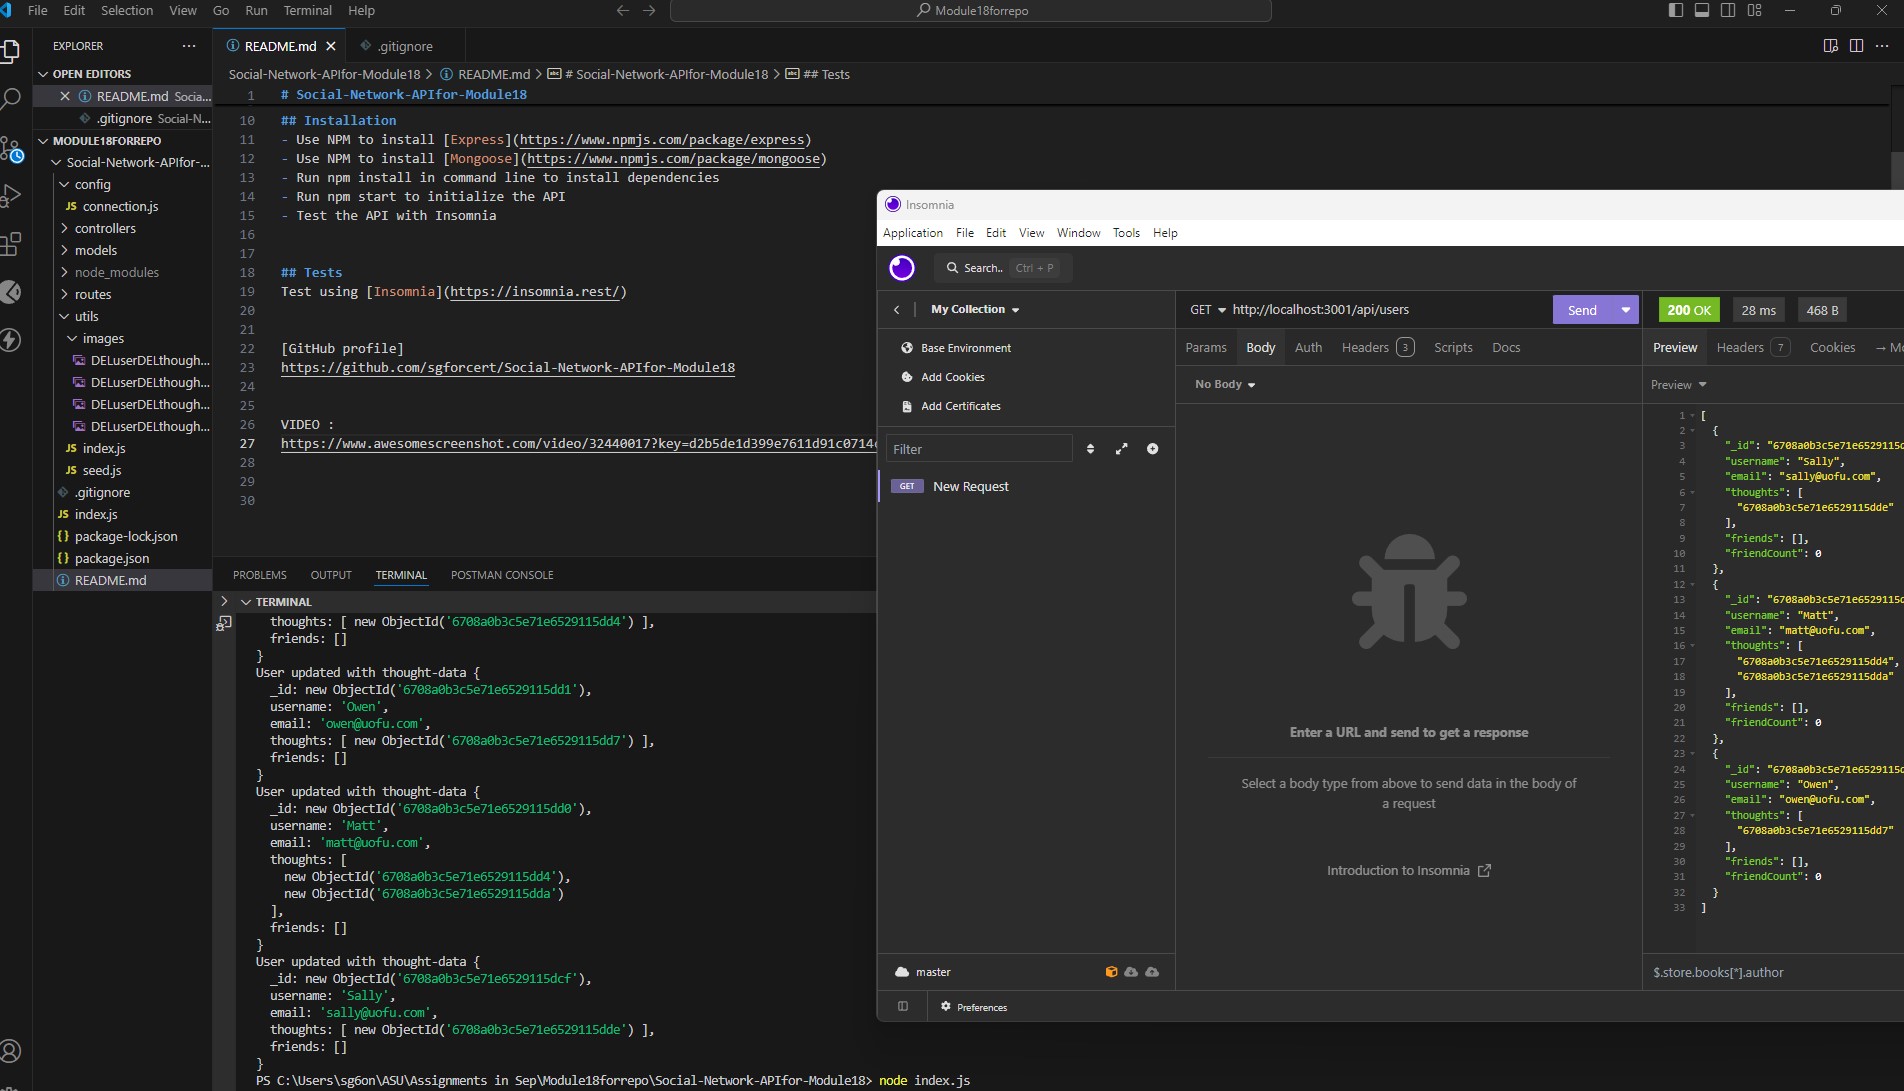 File Edit Selection View Go Run Terminal Help
Module18forrepo
EXPLORER
OPEN EDITORS
README.md Socia...
.gitignore Social-N...
MODULE18FORREPO
Social-Network-APIfor-...
config
JS connection.js
controllers
models
node_modules
routes
utils
images
DELuserDELthough...
DELuserDELthough...
DELuserDELthough...
DELuserDELthough...
JS index.js
JS seed.js
.gitignore
JS index.js
{} package-lock.json
{} package.json
README.md
README.md
.gitignore
Social-Network-APIfor-Module18 > README.md > # Social-Network-APIfor-Module18 > ## Tests
1 # Social-Network-APIfor-Module18
10 ## Installation
11 - Use NPM to install [Express](https://www.npmjs.com/package/express)
12 - Use NPM to install [Mongoose](https://www.npmjs.com/package/mongoose)
13 - Run npm install in command line to install dependencies
14 - Run npm start to initialize the API
15 - Test the API with Insomnia
16
17
18 ## Tests
19 Test using [Insomnia](https://insomnia.rest/)
20
21
22 [GitHub profile]
23 https://github.com/sgforcert/Social-Network-APIfor-Module18
24
25
26 VIDEO :
27 https://www.awesomescreenshot.com/video/32440017?key=d2b5de1d399e7611d91c0714
28
29
30
PROBLEMS OUTPUT TERMINAL POSTMAN CONSOLE
TERMINAL
thoughts: [ new ObjectId('6708a0b3c5e71e6529115dd4') ],
friends: []
}
User updated with thought-data {
_id: new ObjectId('6708a0b3c5e71e6529115dd1'),
username: 'Owen',
email: 'owen@uofu.com',
thoughts: [ new ObjectId('6708a0b3c5e71e6529115dd7') ],
friends: []
}
User updated with thought-data {
_id: new ObjectId('6708a0b3c5e71e6529115dd0'),
username: 'Matt',
email: 'matt@uofu.com',
thoughts: [
new ObjectId('6708a0b3c5e71e6529115dd4'),
new ObjectId('6708a0b3c5e71e6529115dda')
],
friends: []
}
User updated with thought-data {
_id: new ObjectId('6708a0b3c5e71e6529115dcf'),
username: 'Sally',
email: 'sally@uofu.com',
thoughts: [ new ObjectId('6708a0b3c5e71e6529115dde') ],
friends: []
}
PS C:\Users\sg6on\ASU\Assignments in Sep\Module18forrepo\Social-Network-APIfor-Module18> node index.js
Insomnia
Application File Edit View Window Tools Help
Search.. Ctrl + P
My Collection
Base Environment
Add Cookies
Add Certificates
Filter
GET New Request
master
Preferences
GET http://localhost:3001/api/users
Send
Params Body Auth Headers 3 Scripts Docs
No Body
Enter a URL and send to get a response
Select a body type from above to send data in the body of
a request
Introduction to Insomnia
200 OK 28 ms 468 B
Preview Headers 7 Cookies → Mo
Preview
1 [
2 {
3 "_id": "6708a0b3c5e71e6529115d
4 "username": "Sally",
5 "email": "sally@uofu.com",
6 "thoughts": [
7 "6708a0b3c5e71e6529115dde"
8 ],
9 "friends": [],
10 "friendCount": 0
11 },
12 {
13 "_id": "6708a0b3c5e71e6529115d
14 "username": "Matt",
15 "email": "matt@uofu.com",
16 "thoughts": [
17 "6708a0b3c5e71e6529115dd4",
18 "6708a0b3c5e71e6529115dda"
19 ],
20 "friends": [],
21 "friendCount": 0
22 },
23 {
24 "_id": "6708a0b3c5e71e6529115d
25 "username": "Owen",
26 "email": "owen@uofu.com",
27 "thoughts": [
28 "6708a0b3c5e71e6529115dd7"
29 ],
30 "friends": [],
31 "friendCount": 0
32 }
33 ]
$.store.books[*].author